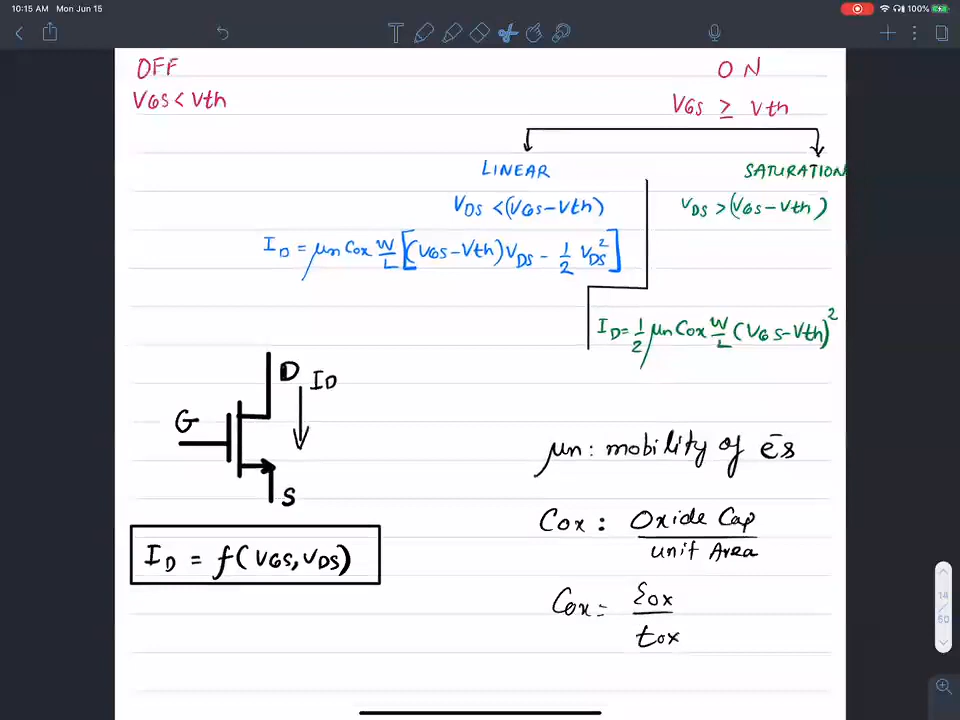 10:15 AM Mon Jun 15
100%
OFF
VGS < Vth
ON
VGS ≥ Vth
LINEAR
VDS < (VGS - Vth)
ID = μn Cox W/L [(VGS - Vth) VDS - 1/2 VDS²]
SATURATION
VDS > (VGS - Vth)
ID = 1/2 μn Cox W/L (VGS - Vth)²
D
ID
G
S
ID = f(VGS, VDS)
μn : mobility of e⁻s
Cox : Oxide Cap
unit Area
Cox = εox
tox
14
/
50